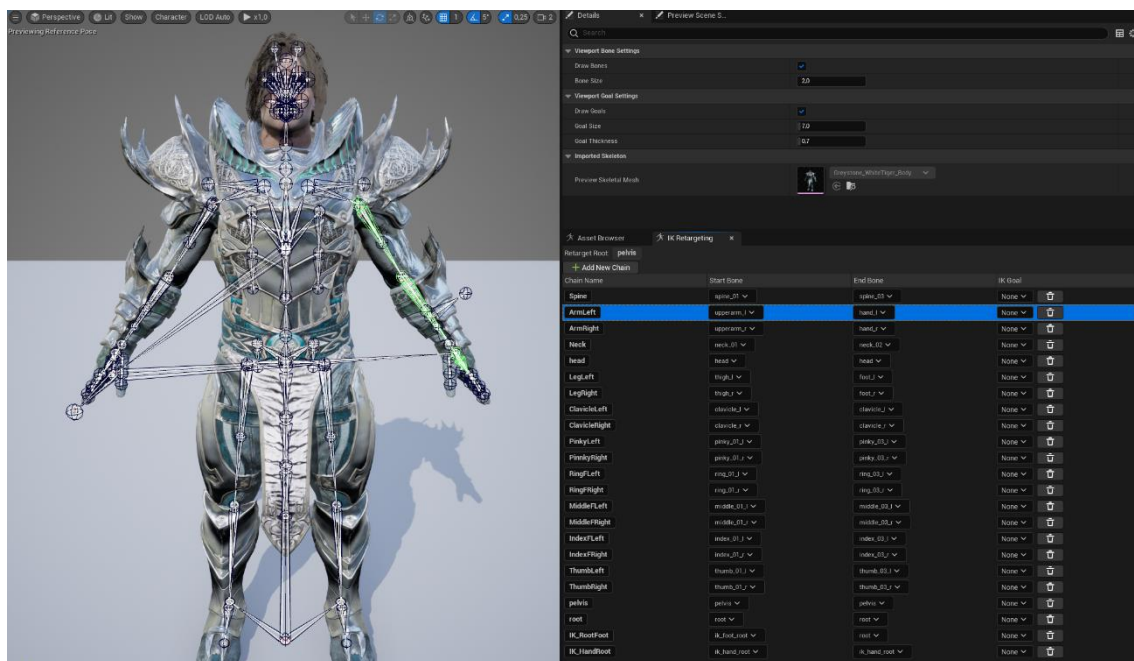 Perspective Lit Show Character LOD Auto x1,0 1 5° 0,25 2
Previewing Reference Pose
Details × Preview Scene S..
Search
Viewport Bone Settings
Draw Bones
Bone Size 2,0
Viewport Goal Settings
Draw Goals
Goal Size 7,0
Goal Thickness 0,7
Imported Skeleton
Preview Skeletal Mesh Greystone_WhiteTiger_Body
Asset Browser IK Retargeting ×
Retarget Root pelvis
+ Add New Chain
Chain Name Start Bone End Bone IK Goal
Spine spine_01 spine_03 None
ArmLeft upperarm_l hand_l None
ArmRight upperarm_r hand_r None
Neck neck_01 neck_02 None
head head head None
LegLeft thigh_l foot_l None
LegRight thigh_r foot_r None
ClavicleLeft clavicle_l clavicle_l None
ClavicleRight clavicle_r clavicle_r None
PinkyLeft pinky_01_l pinky_03_l None
PinnkyRight pinky_01_r pinky_03_r None
RingFLeft ring_01_l ring_03_l None
RingFRight ring_01_r ring_03_r None
MiddleFLeft middle_01_l middle_03_l None
MiddleFRight middle_01_r middle_03_r None
IndexFLeft index_01_l index_03_l None
IndexFRight index_01_r index_03_r None
ThumbLeft thumb_01_l thumb_03_l None
ThumbRight thumb_01_r thumb_03_r None
pelvis pelvis pelvis None
root root root None
IK_RootFoot ik_foot_root root None
IK_HandRoot ik_hand_root ik_hand_root None